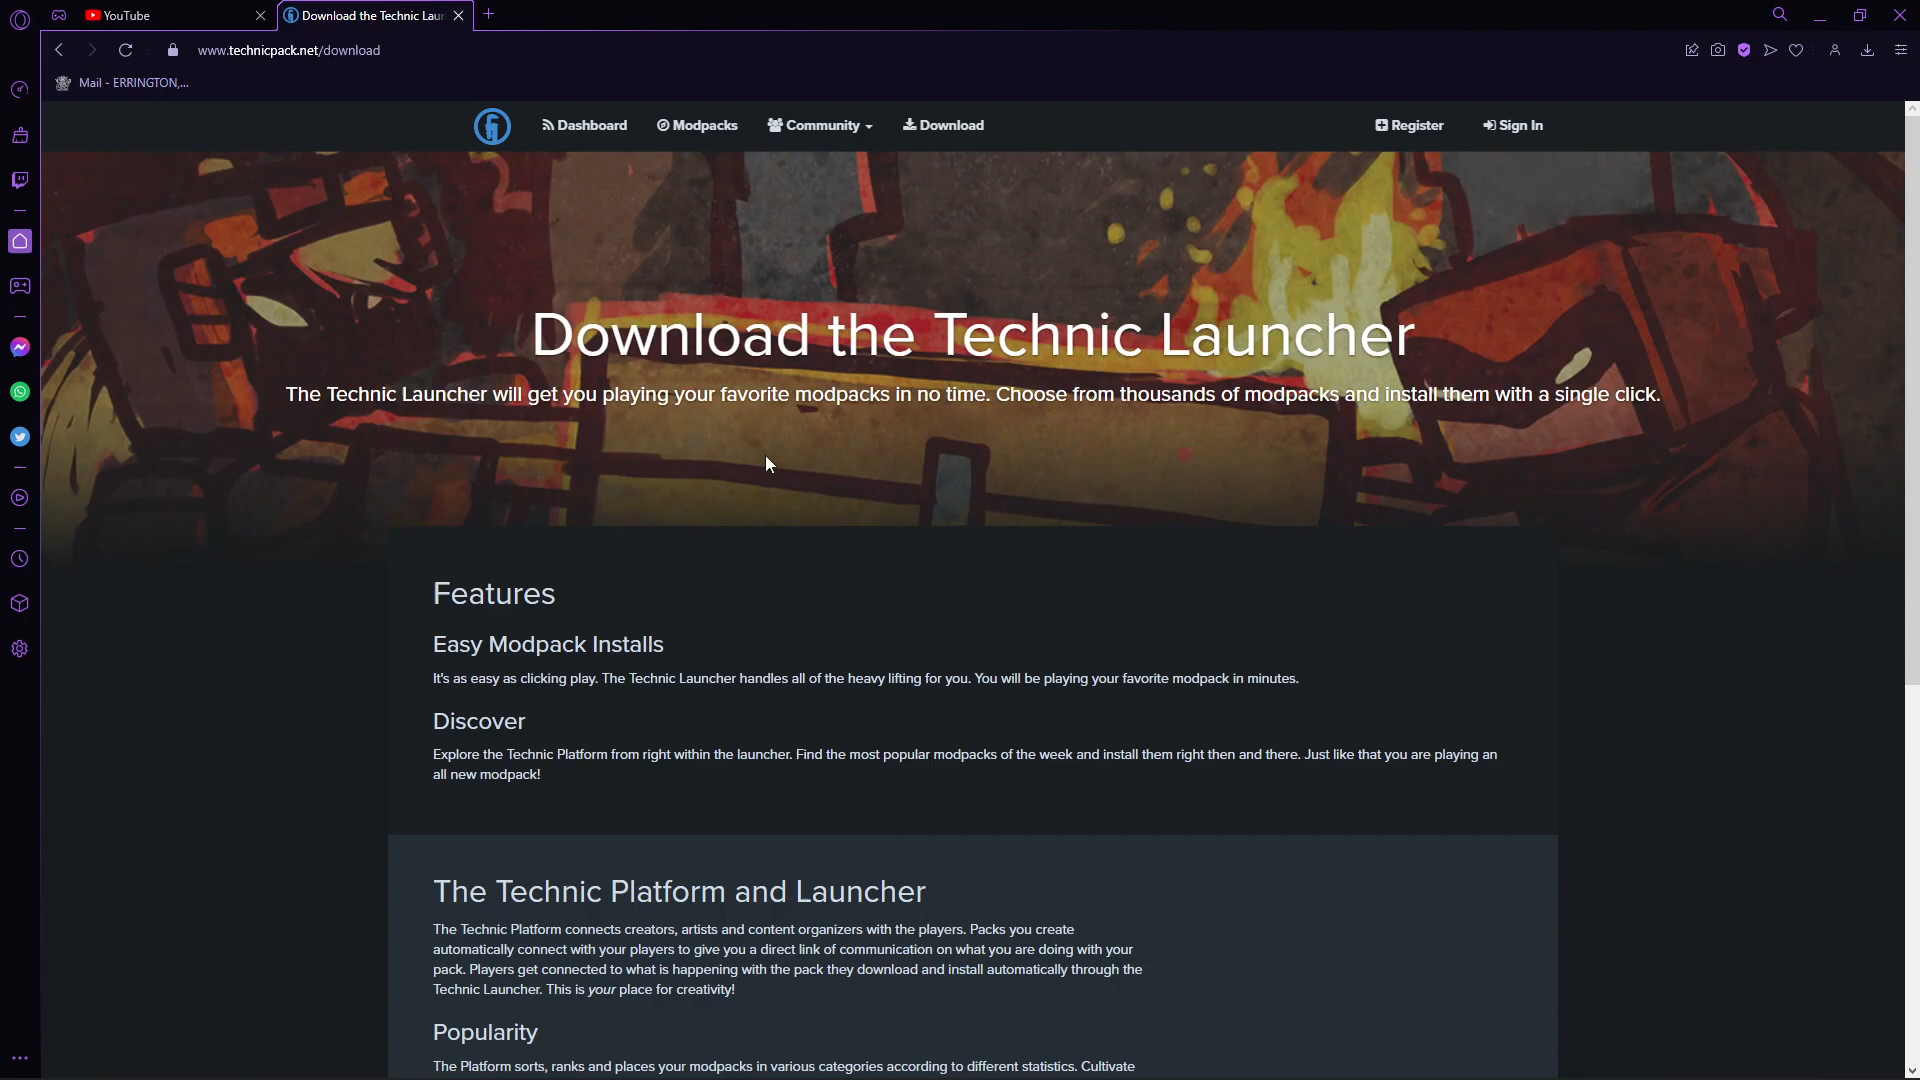 YouTube
Download the Technic Lau
www.technicpack.net/download
Mail - ERRINGTON,...
Dashboard
Modpacks
Community
Download
Register
Sign In
Download the Technic Launcher
The Technic Launcher will get you playing your favorite modpacks in no time. Choose from thousands of modpacks and install them with a single click.
Features
Easy Modpack Installs
It's as easy as clicking play. The Technic Launcher handles all of the heavy lifting for you. You will be playing your favorite modpack in minutes.
Discover
Explore the Technic Platform from right within the launcher. Find the most popular modpacks of the week and install them right then and there. Just like that you are playing an
all new modpack!
The Technic Platform and Launcher
The Technic Platform connects creators, artists and content organizers with the players. Packs you create
automatically connect with your players to give you a direct link of communication on what you are doing with your
pack. Players get connected to what is happening with the pack they download and install automatically through the
Technic Launcher. This is your place for creativity!
Popularity
The Platform sorts, ranks and places your modpacks in various categories according to different statistics. Cultivate